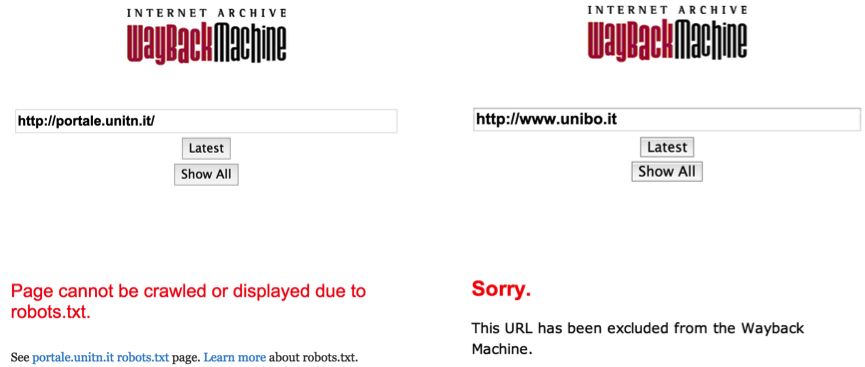 INTERNET ARCHIVE
WayBackMachine
http://portale.unitn.it/
Latest
Show All
Page cannot be crawled or displayed due to
robots.txt.
See portale.unitn.it robots.txt page. Learn more about robots.txt.
INTERNET ARCHIVE
WayBackMachine
http://www.unibo.it
Latest
Show All
Sorry.
This URL has been excluded from the Wayback
Machine.